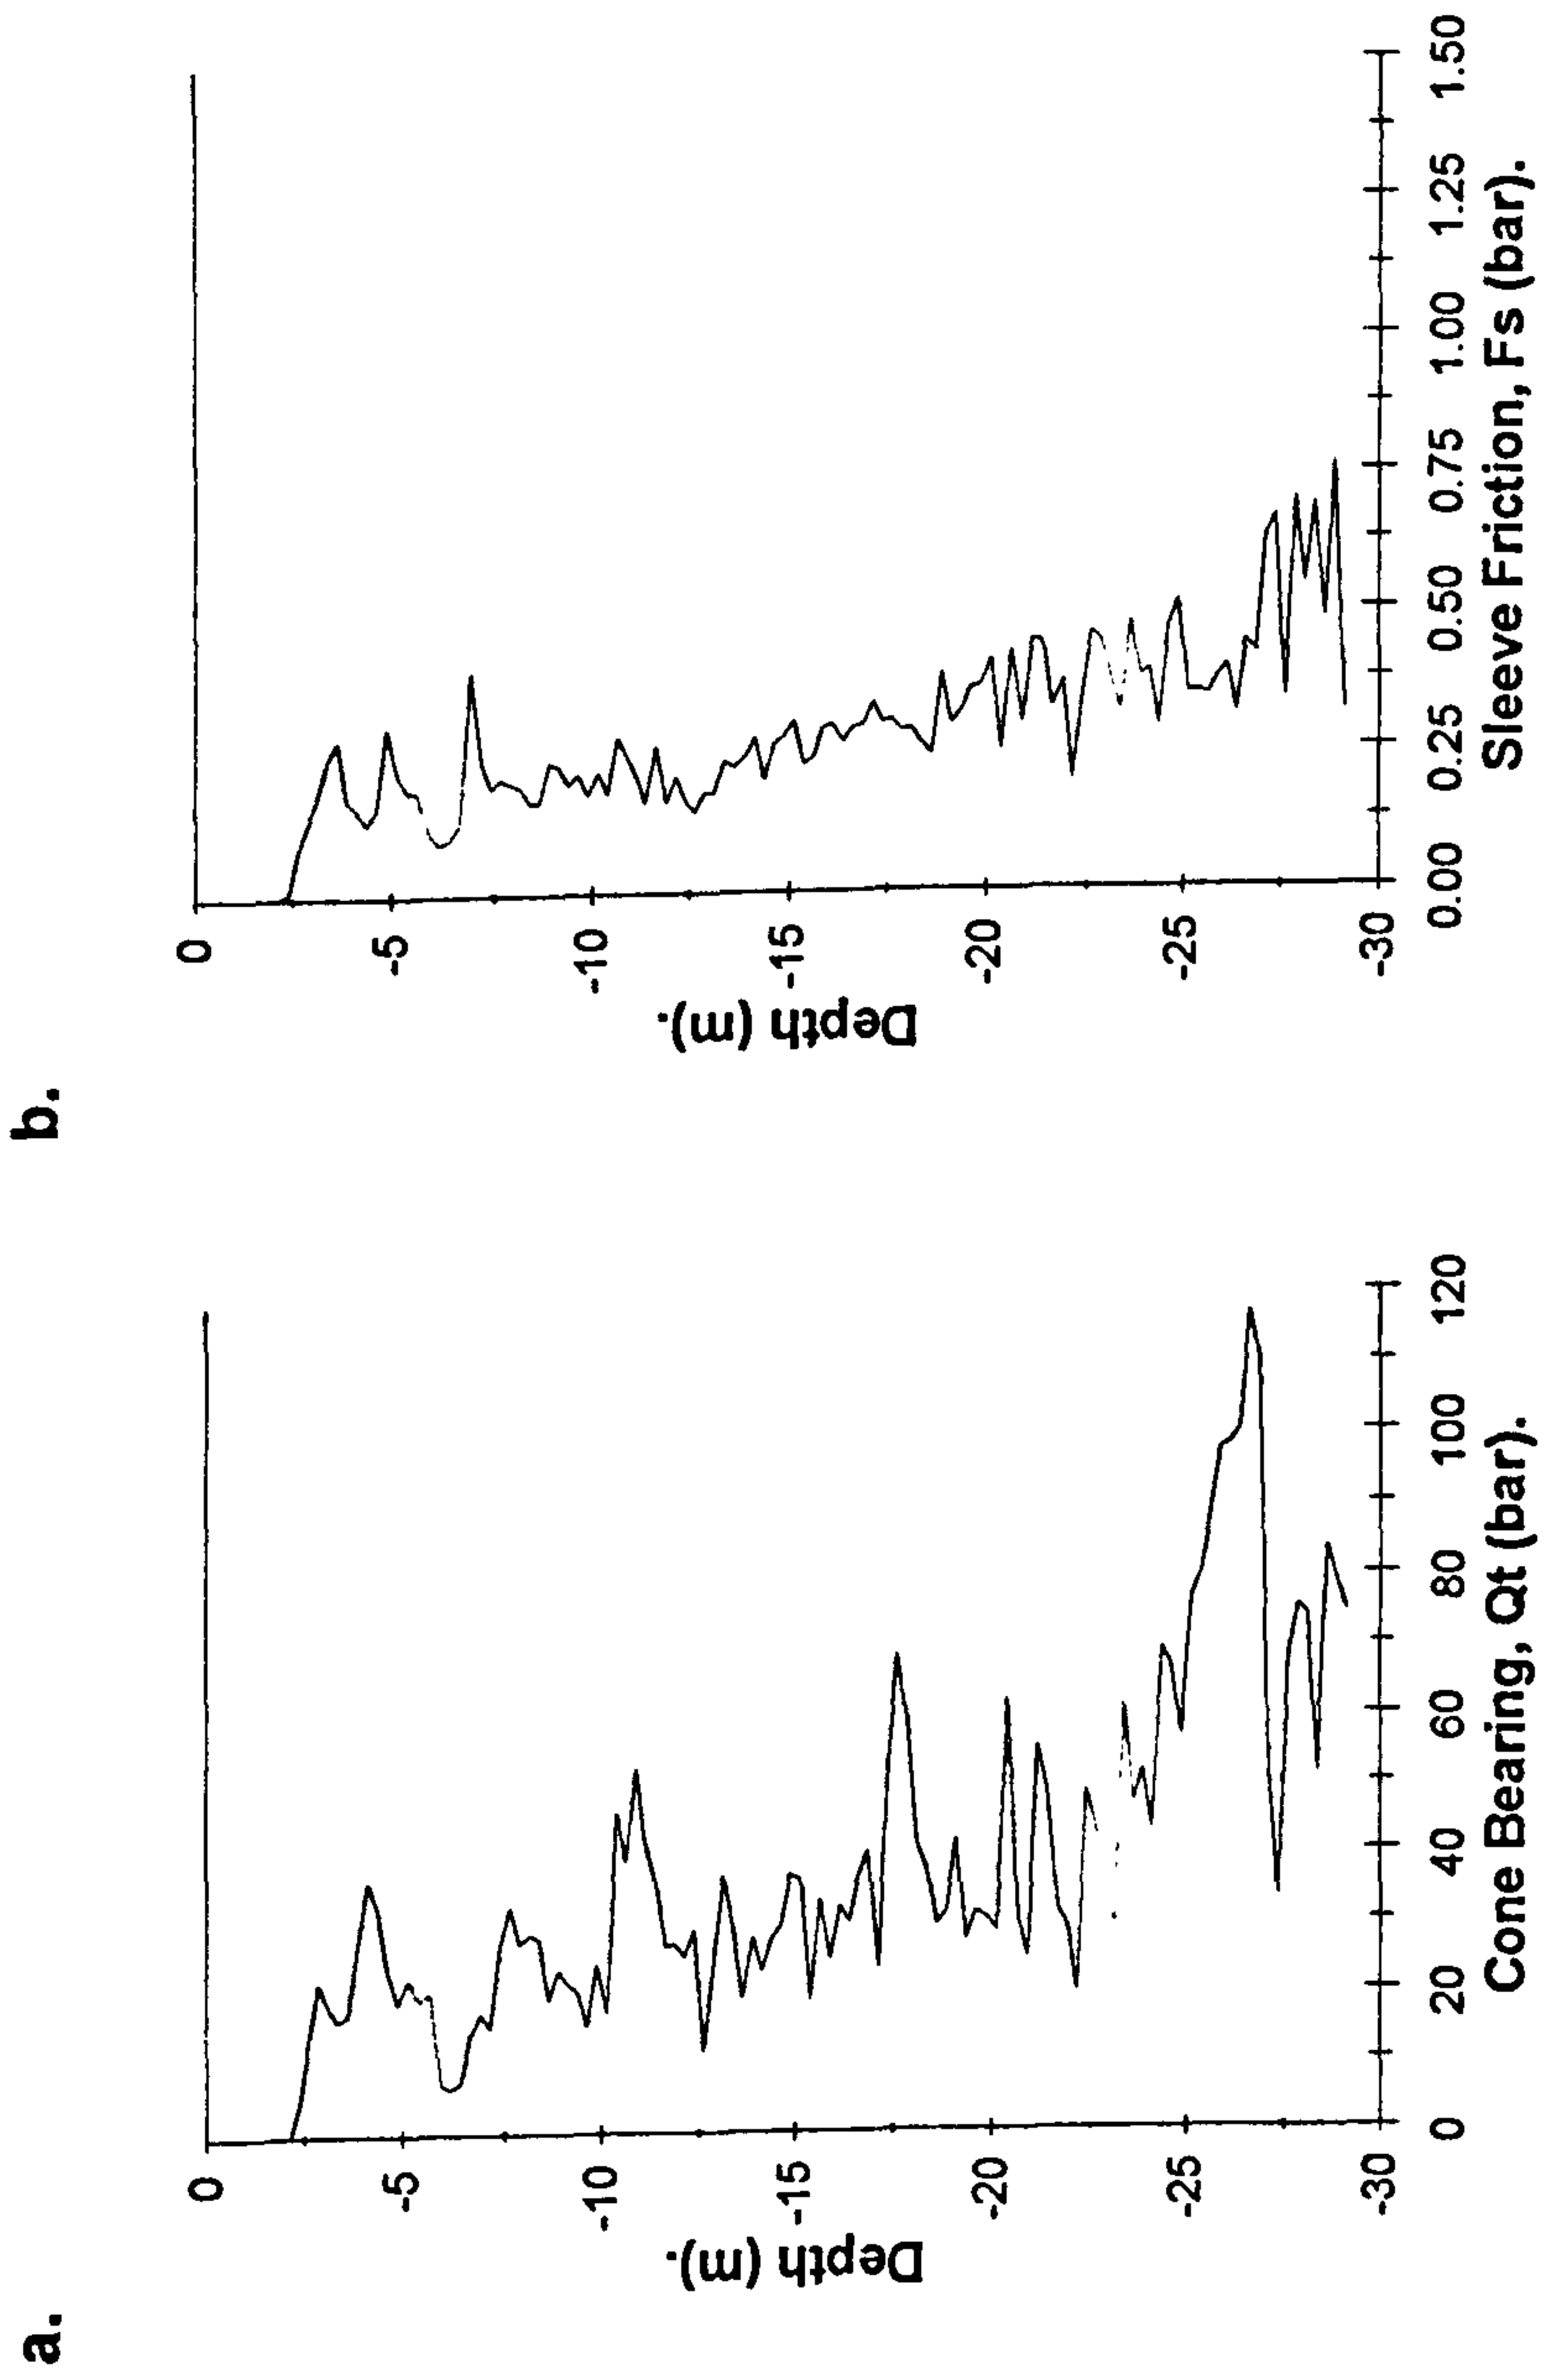 a.
Depth (m).
0
-5
-10
-15
-20
-25
-30
0 20 40 60 80 100 120
Cone Bearing, Qt (bar).
b.
Depth (m).
0
-5
-10
-15
-20
-25
-30
0.00 0.25 0.50 0.75 1.00 1.25 1.50
Sleeve Friction, Fs (bar).